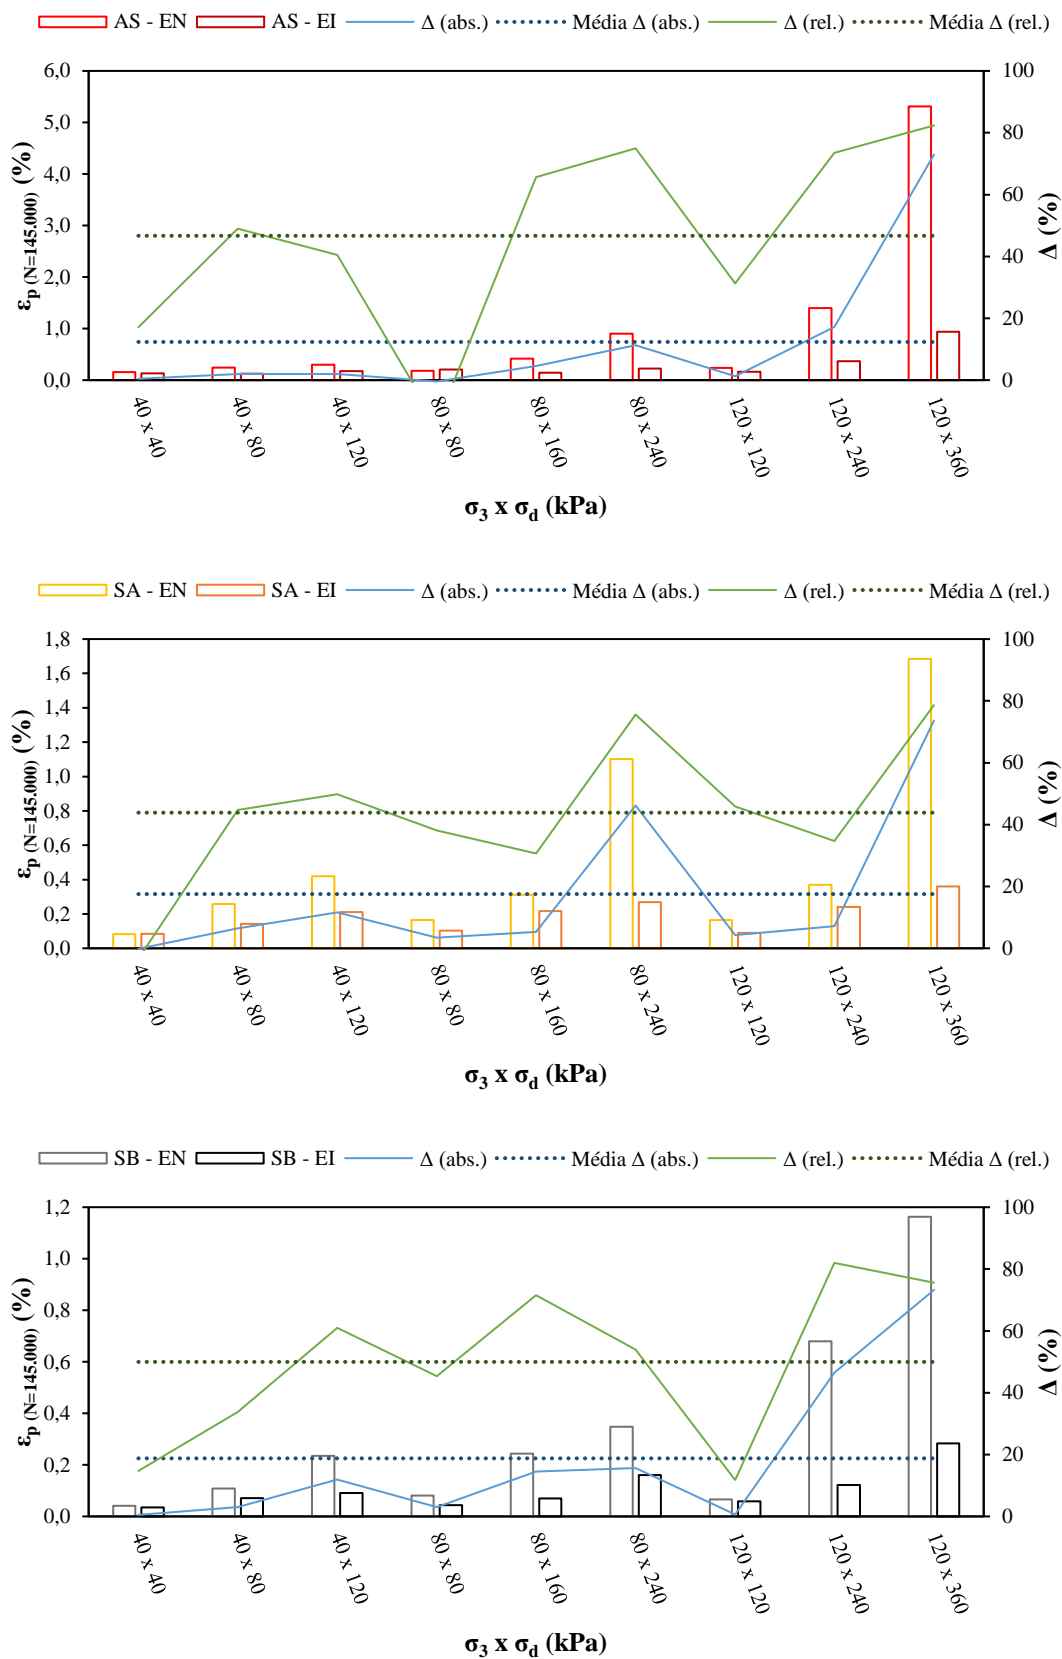 AS - EN AS - EI Δ (abs.) Média Δ (abs.) Δ (rel.) Média Δ (rel.)
6,0
5,0
4,0
3,0
2,0
1,0
0,0
100
80
60
40
20
0
εp (N=145.000) (%)
Δ (%)
40 x 40
40 x 80
40 x 120
80 x 80
80 x 160
80 x 240
120 x 120
120 x 240
120 x 360
σ3 x σd (kPa)
SA - EN SA - EI Δ (abs.) Média Δ (abs.) Δ (rel.) Média Δ (rel.)
1,8
1,6
1,4
1,2
1,0
0,8
0,6
0,4
0,2
0,0
100
80
60
40
20
0
εp (N=145.000) (%)
Δ (%)
40 x 40
40 x 80
40 x 120
80 x 80
80 x 160
80 x 240
120 x 120
120 x 240
120 x 360
σ3 x σd (kPa)
SB - EN SB - EI Δ (abs.) Média Δ (abs.) Δ (rel.) Média Δ (rel.)
1,2
1,0
0,8
0,6
0,4
0,2
0,0
100
80
60
40
20
0
εp (N=145.000) (%)
Δ (%)
40 x 40
40 x 80
40 x 120
80 x 80
80 x 160
80 x 240
120 x 120
120 x 240
120 x 360
σ3 x σd (kPa)